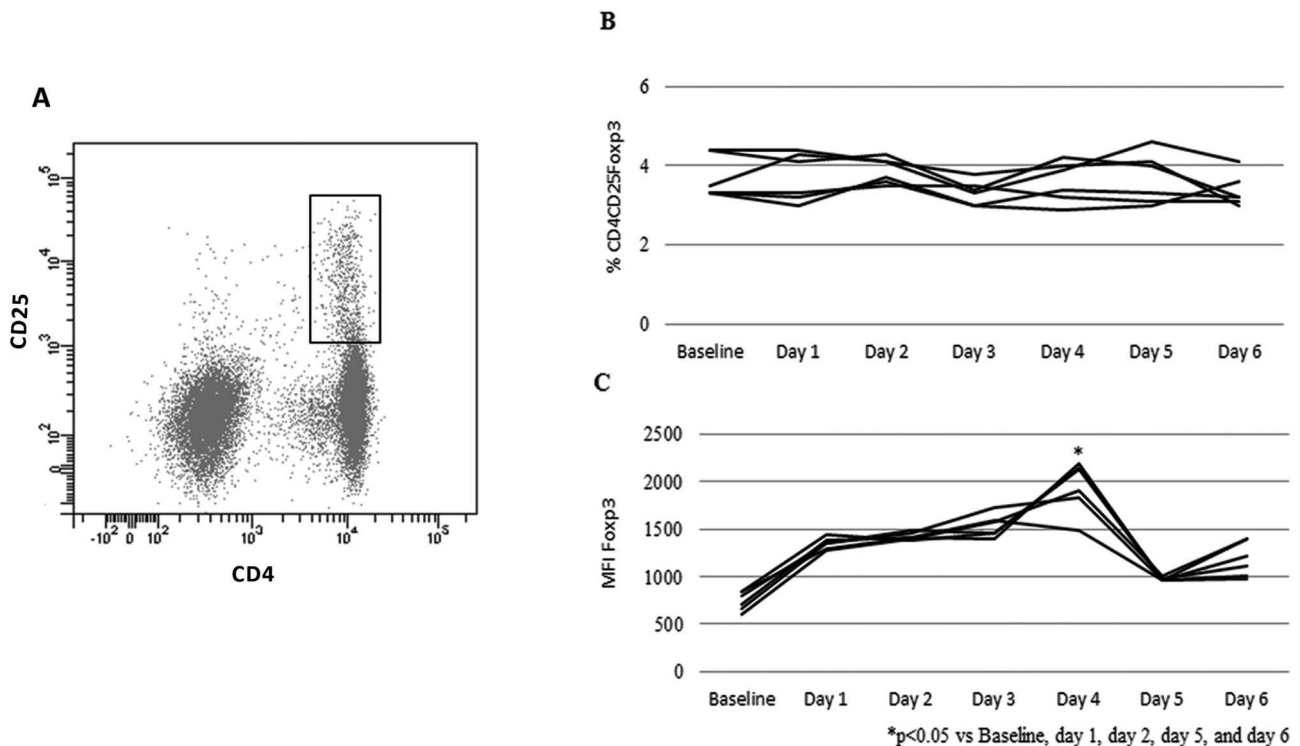 A
CD25
10^5
10^4
10^3
10^2
0
-10^2 0 10^2 10^3 10^4 10^5
CD4
B
% CD4CD25Foxp3
6
4
2
0
Baseline Day 1 Day 2 Day 3 Day 4 Day 5 Day 6
C
MFI Foxp3
2500
2000
1500
1000
500
0
*
Baseline Day 1 Day 2 Day 3 Day 4 Day 5 Day 6
*p<0.05 vs Baseline, day 1, day 2, day 5, and day 6